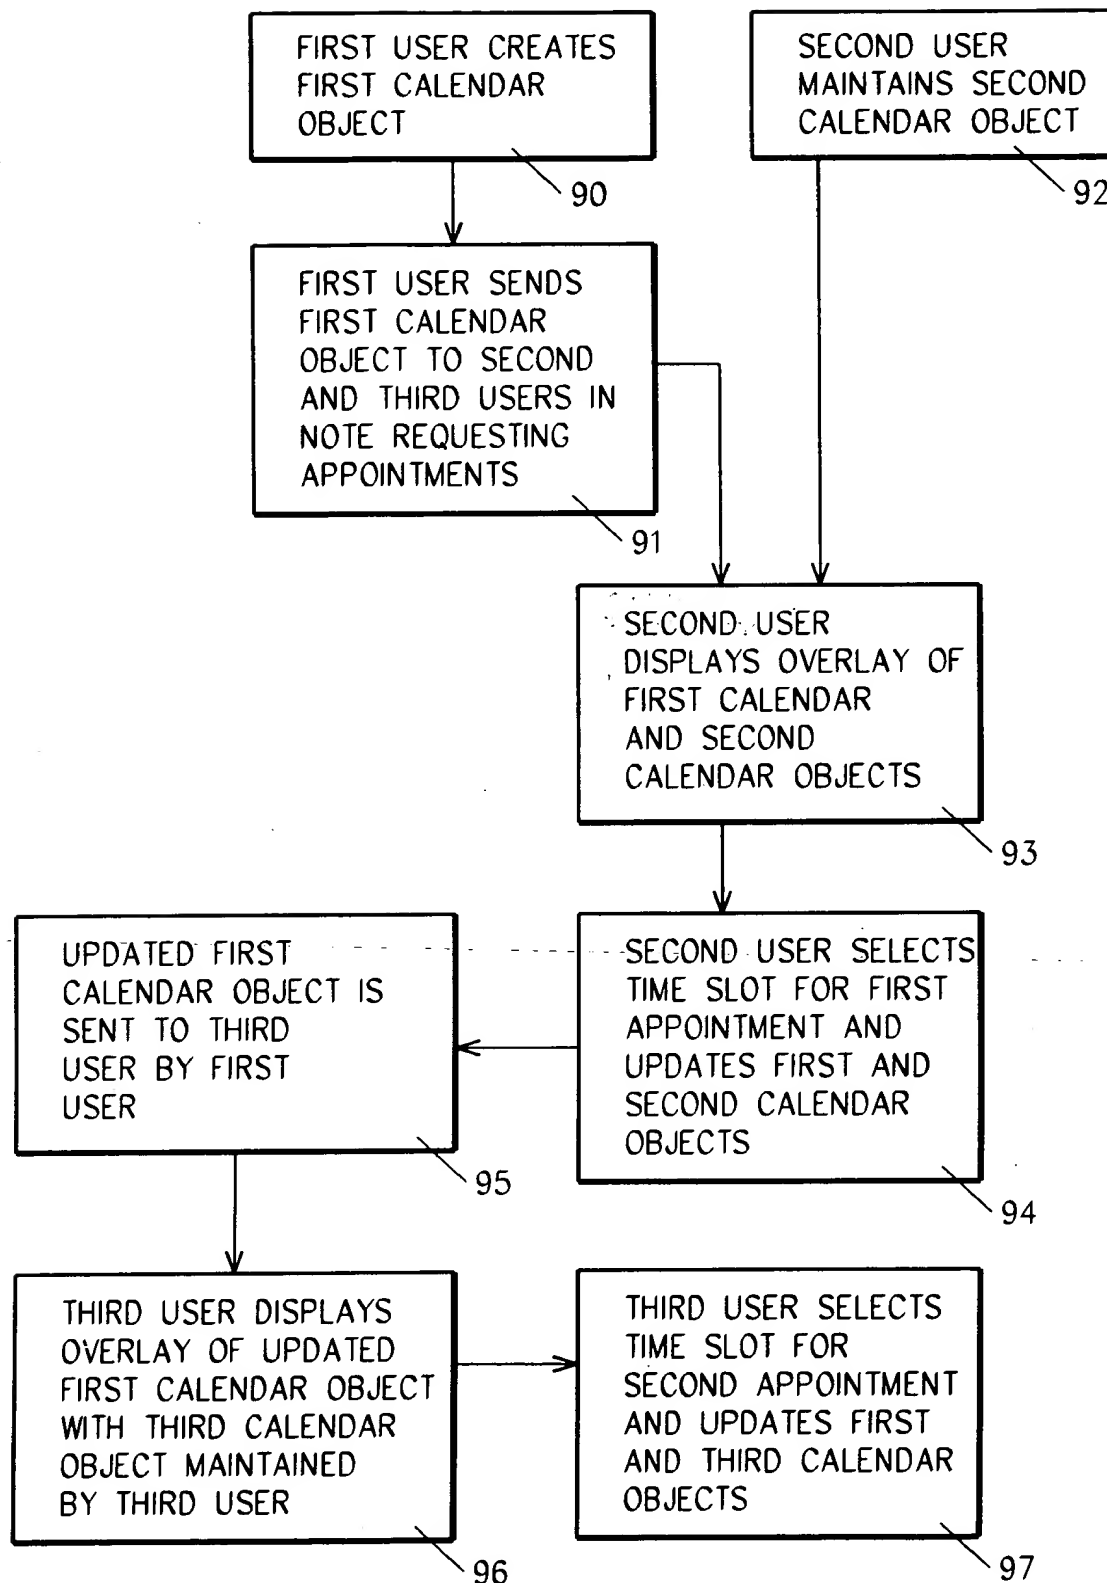 FIRST USER CREATES
FIRST CALENDAR
OBJECT
90
SECOND USER
MAINTAINS SECOND
CALENDAR OBJECT
92
FIRST USER SENDS
FIRST CALENDAR
OBJECT TO SECOND
AND THIRD USERS IN
NOTE REQUESTING
APPOINTMENTS
91
SECOND USER
DISPLAYS OVERLAY OF
FIRST CALENDAR
AND SECOND
CALENDAR OBJECTS
93
SECOND USER SELECTS
TIME SLOT FOR FIRST
APPOINTMENT AND
UPDATES FIRST AND
SECOND CALENDAR
OBJECTS
94
UPDATED FIRST
CALENDAR OBJECT IS
SENT TO THIRD
USER BY FIRST
USER
95
THIRD USER DISPLAYS
OVERLAY OF UPDATED
FIRST CALENDAR OBJECT
WITH THIRD CALENDAR
OBJECT MAINTAINED
BY THIRD USER
96
THIRD USER SELECTS
TIME SLOT FOR
SECOND APPOINTMENT
AND UPDATES FIRST
AND THIRD CALENDAR
OBJECTS
97